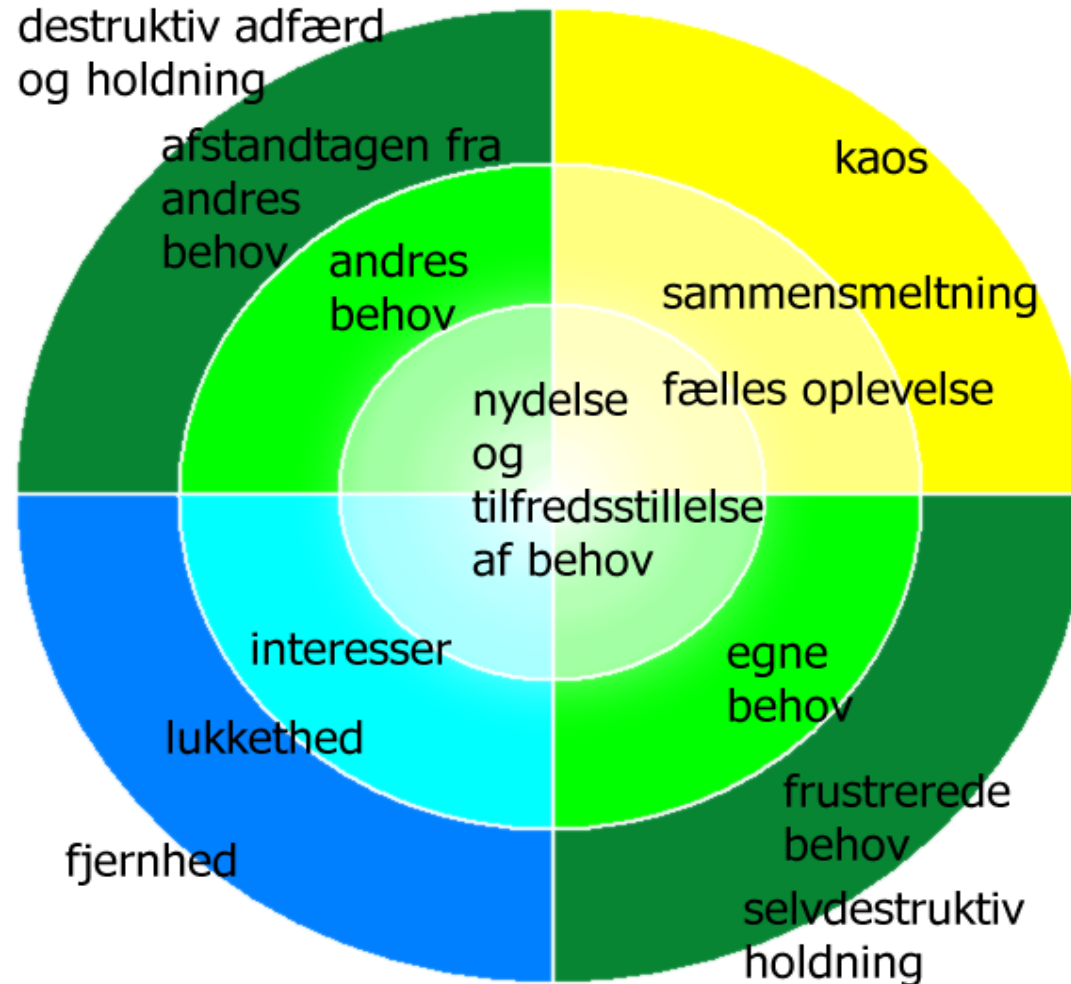 destruktiv adfærd
og holdning
afstandtagen fra
andres
behov
kaos
andres
behov
sammensmeltning
fælles oplevelse
nydelse
og
tilfredsstillelse
af behov
interesser
egne
behov
lukkethed
frustrerede
behov
fjernhed
selvdestruktiv
holdning